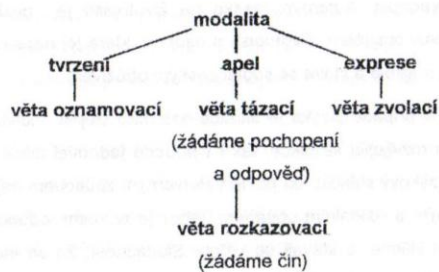 modalita
tvrzení apel exprese
věta oznamovací věta tázací věta zvolací
(žádáme pochopení
a odpověď)
věta rozkazovací
(žádáme čin)